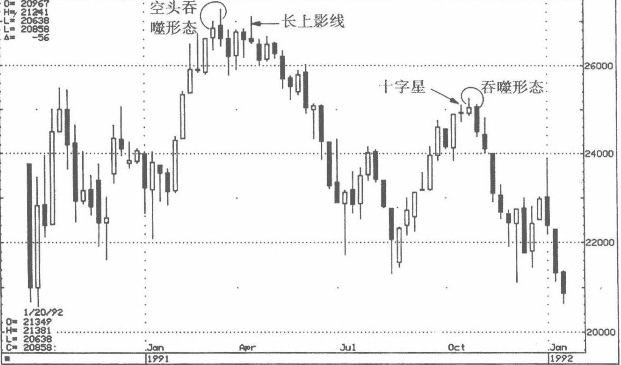 O= 20967
H= 21241
L= 20638
L= 20858
Δ= -56
空头吞
噬形态
长上影线
十字星
吞噬形态
26000
24000
22000
20000
1/20/92
O= 21349
H= 21381
L= 20638
C= 20858:
Jan Apr Jul Oct Jan
1991 1992